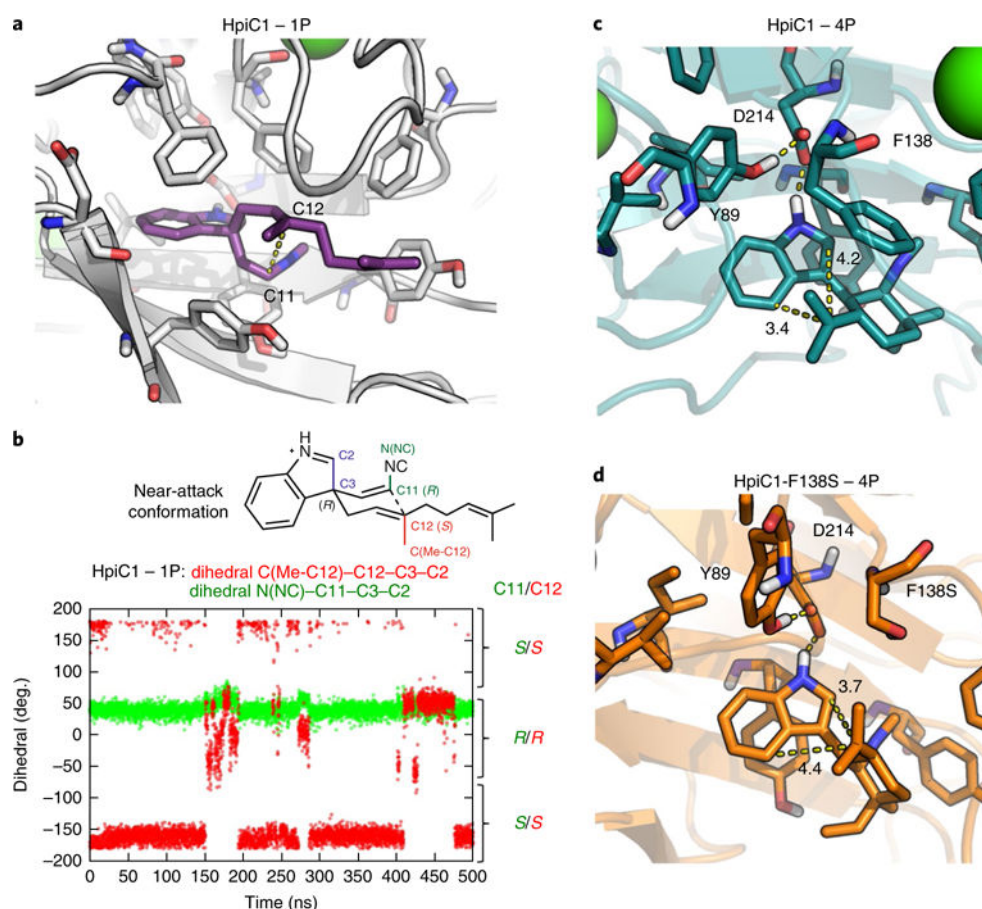 a
HpiC1 – 1P
C12
C11
b
Near-attack
conformation
H
N
+
C2
C3
(R)
N(NC)
NC
C11 (R)
C12 (S)
C(Me-C12)
HpiC1 – 1P: dihedral C(Me-C12)–C12–C3–C2
dihedral N(NC)–C11–C3–C2
C11/C12
Dihedral (deg.)
200
150
100
50
0
−50
−100
−150
−200
S/S
R/R
S/S
0 50 100 150 200 250 300 350 400 450 500
Time (ns)
c
HpiC1 – 4P
D214
F138
Y89
4.2
3.4
d
HpiC1-F138S – 4P
D214
Y89
F138S
3.7
4.4